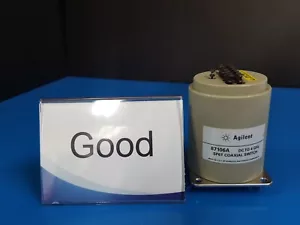 Good
Agilent
87106A
DC TO 4 GHz
SP6T COAXIAL SWITCH